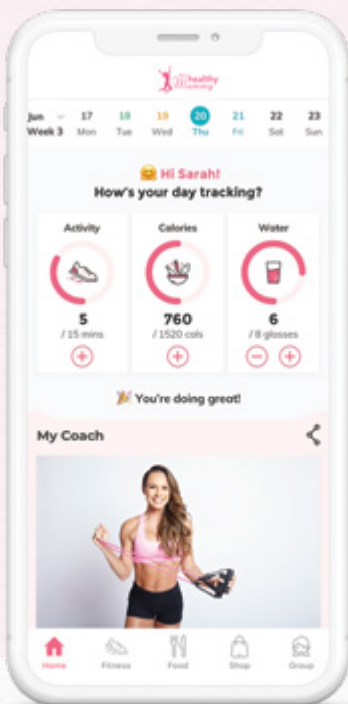 the healthy
mummy
Jun 17 18 19 20 21 22 23
Week 3 Mon Tue Wed Thu Fri Sat Sun
🤗 Hi Sarah!
How's your day tracking?
Activity Calories Water
5 760 6
/ 15 mins / 1520 cals / 8 glasses
🎉 You're doing great!
My Coach
Home Fitness Food Shop Group